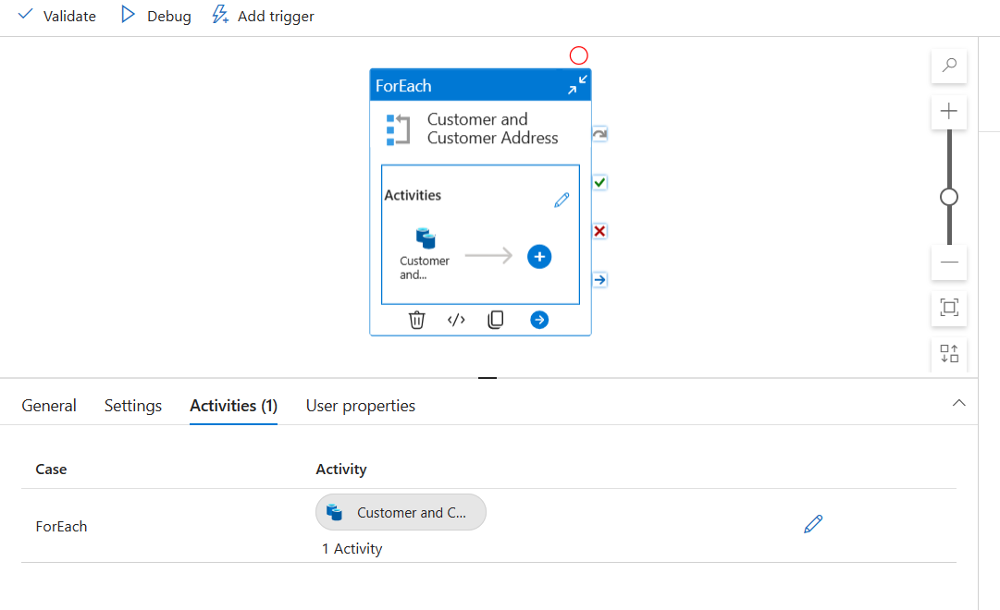 Validate Debug Add trigger
ForEach
Customer and
Customer Address
Activities
Customer
and...
</>
General Settings Activities (1) User properties
Case Activity
Customer and C...
ForEach
1 Activity